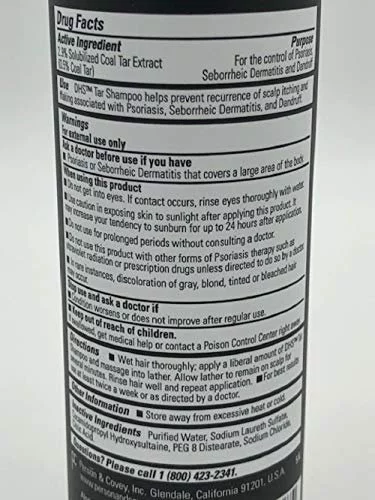 Drug Facts
Active Ingredient Purpose
2.9% Solubilized Coal Tar Extract For the control of Psoriasis,
(0.5% Coal Tar) Seborrheic Dermatitis and Dandruff.
Use DHS™ Tar Shampoo helps prevent recurrence of scalp itching and
flaking associated with Psoriasis, Seborrheic Dermatitis, and Dandruff.
Warnings
For external use only
Ask a doctor before use if you have
■ Psoriasis or Seborrheic Dermatitis that covers a large area of the body
When using this product
■ Do not get into eyes. If contact occurs, rinse eyes thoroughly with water.
■ Use caution in exposing skin to sunlight after applying this product. It
may increase your tendency to sunburn for up to 24 hours after application.
■ Do not use for prolonged periods without consulting a doctor.
■ Do not use this product with other forms of Psoriasis therapy such as
ultraviolet radiation or prescription drugs unless directed to do so by a doctor.
■ In rare instances, discoloration of gray, blond, tinted or bleached hair
may occur.
Stop use and ask a doctor if
■ Condition worsens or does not improve after regular use.
■ Keep out of reach of children.
If swallowed, get medical help or contact a Poison Control Center right away.
Directions ■ Wet hair thoroughly; apply a liberal amount of DHS™ Tar
Shampoo and massage into lather. Allow lather to remain on scalp for
several minutes. Rinse hair well and repeat application. ■ For best results
use at least twice a week or as directed by a doctor.
Other Information ■ Store away from excessive heat or cold.
Inactive Ingredients Purified Water, Sodium Laureth Sulfate,
Hydroxysultaine, PEG 8 Distearate, Sodium Chloride,
Acid.
Questions? Please call 1 (800) 423-2341.
Person & Covey, Inc. Glendale, California 91201. U.S.A.